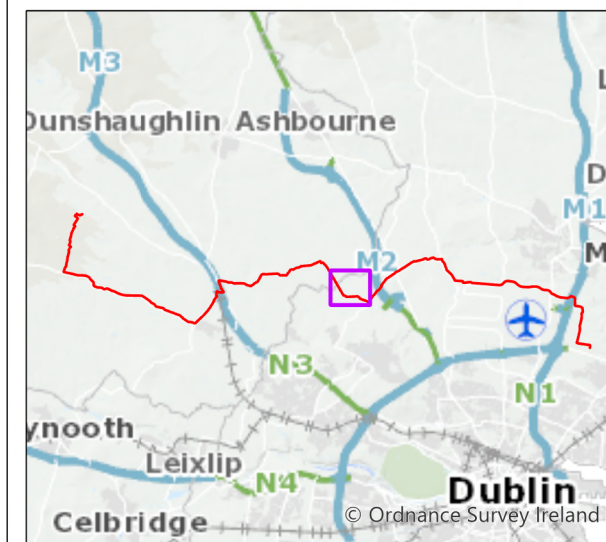 M3
L
Dunshaughlin Ashbourne
D
M1
M2
M
N3
N1
ynooth
Leixlip
N4
Dublin
Celbridge
© Ordnance Survey Ireland